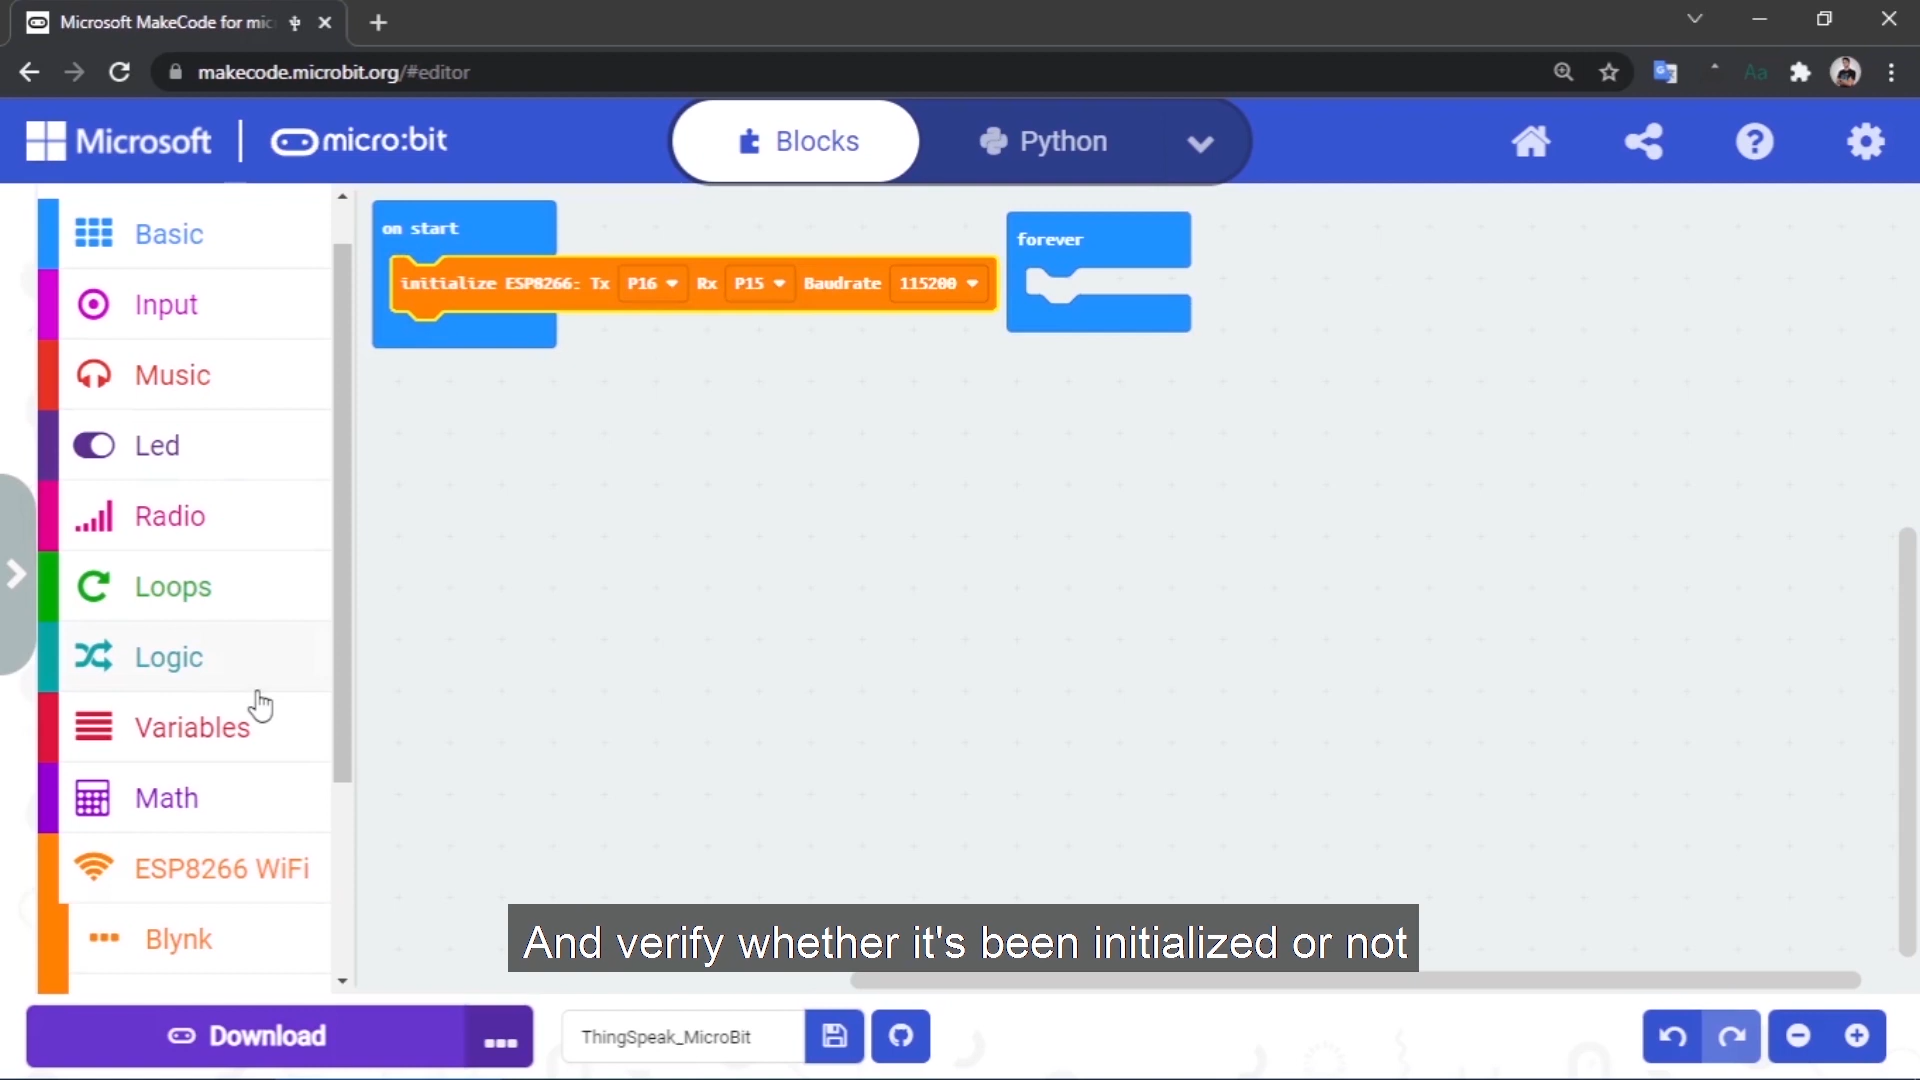 Microsoft MakeCode for mic
makecode.microbit.org/#editor
Aa
Microsoft | micro:bit
Blocks
Python
Basic
Input
Music
Led
Radio
Loops
Logic
Variables
Math
ESP8266 WiFi
Blynk
on start
initialize ESP8266: Tx P16 Rx P15 Baudrate 115200
forever
And verify whether it's been initialized or not
Download
ThingSpeak_MicroBit